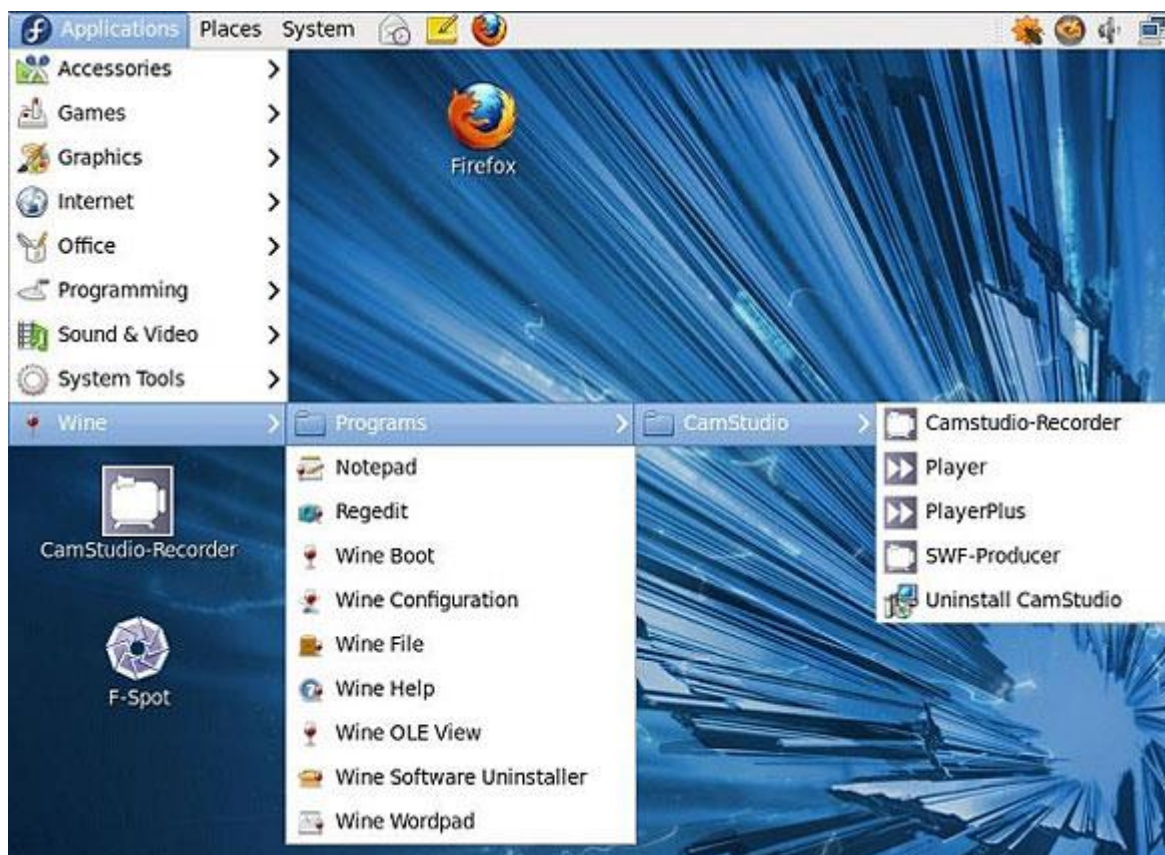 Applications Places System
Accessories
Games
Graphics
Internet
Office
Programming
Sound & Video
System Tools
Wine
Firefox
CamStudio-Recorder
F-Spot
Programs
Notepad
Regedit
Wine Boot
Wine Configuration
Wine File
Wine Help
Wine OLE View
Wine Software Uninstaller
Wine Wordpad
CamStudio
Camstudio-Recorder
Player
PlayerPlus
SWF-Producer
Uninstall CamStudio